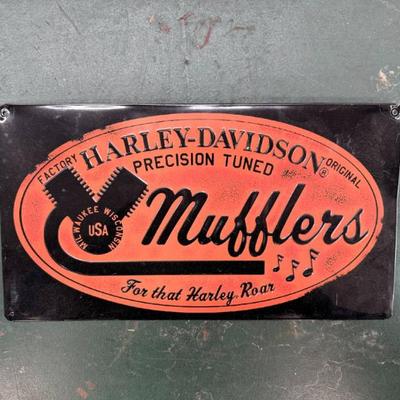 HARLEY-DAVIDSON®
FACTORY PRECISION TUNED ORIGINAL
Mufflers
MILWAUKEE WISCONSIN
USA
For that Harley Roar